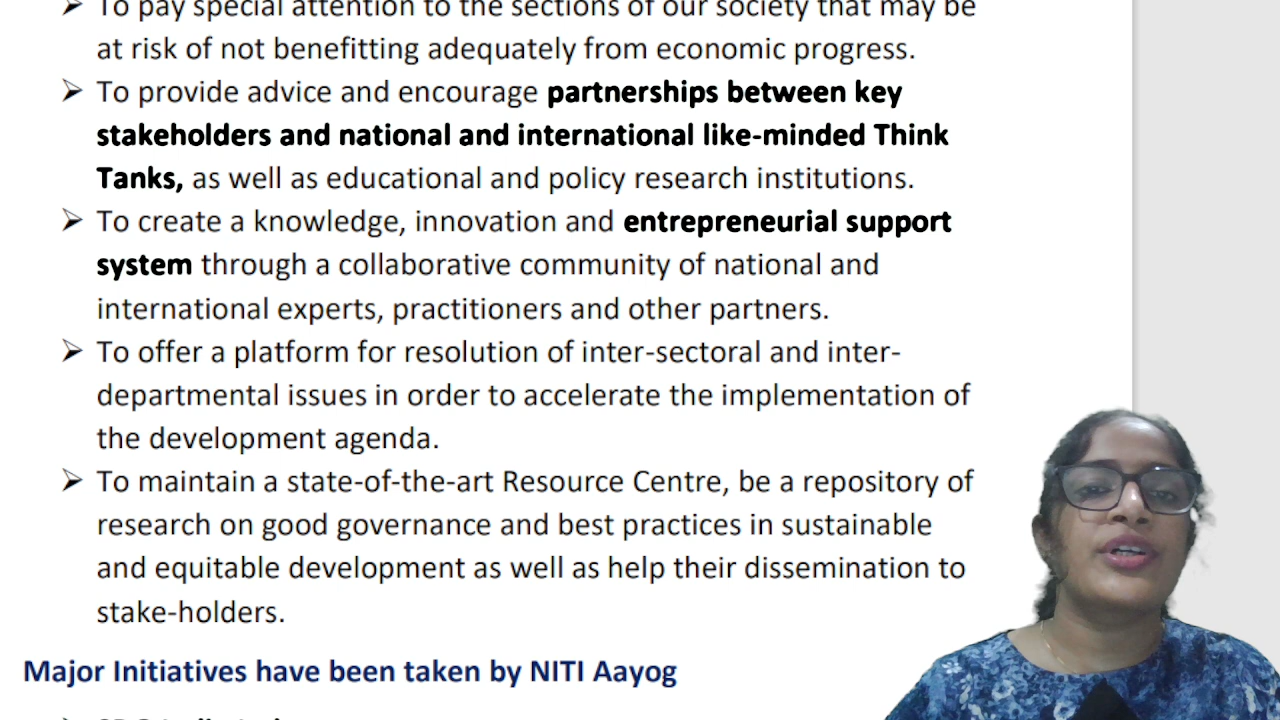 ➤ To pay special attention to the sections of our society that may be
at risk of not benefitting adequately from economic progress.
➤ To provide advice and encourage partnerships between key
stakeholders and national and international like-minded Think
Tanks, as well as educational and policy research institutions.
➤ To create a knowledge, innovation and entrepreneurial support
system through a collaborative community of national and
international experts, practitioners and other partners.
➤ To offer a platform for resolution of inter-sectoral and inter-
departmental issues in order to accelerate the implementation of
the development agenda.
➤ To maintain a state-of-the-art Resource Centre, be a repository of
research on good governance and best practices in sustainable
and equitable development as well as help their dissemination to
stake-holders.
Major Initiatives have been taken by NITI Aayog